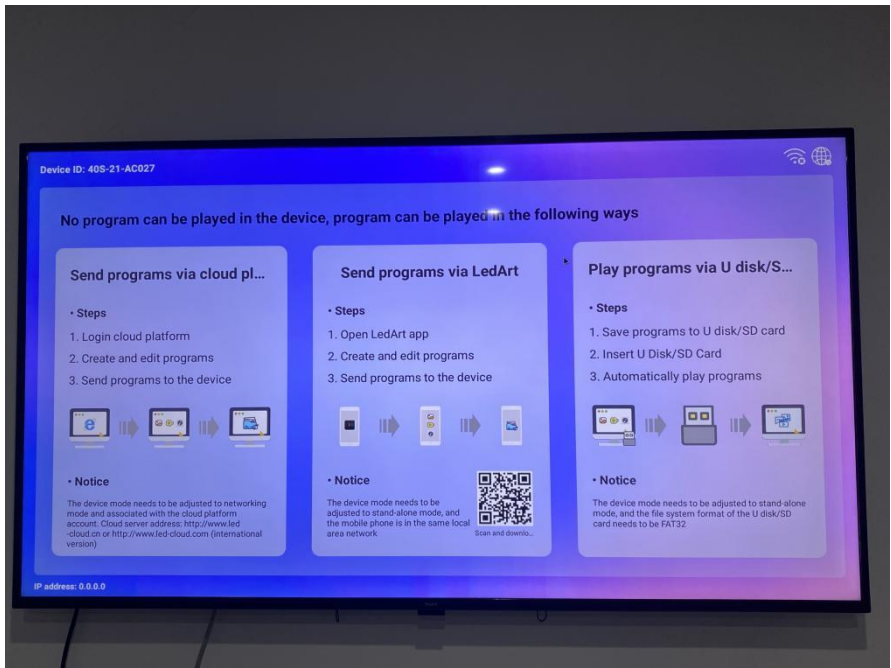 Device ID: 40S-21-AC027
No program can be played in the device, program can be played in the following ways
Send programs via cloud pl...
• Steps
1. Login cloud platform
2. Create and edit programs
3. Send programs to the device
• Notice
The device mode needs to be adjusted to networking
mode and associated with the cloud platform
account. Cloud server address: http://www.led
-cloud.cn or http://www.led-cloud.com (international
version)
Send programs via LedArt
• Steps
1. Open LedArt app
2. Create and edit programs
3. Send programs to the device
• Notice
The device mode needs to be
adjusted to stand-alone mode, and
the mobile phone is in the same local
area network
Scan and downlo...
Play programs via U disk/S...
• Steps
1. Save programs to U disk/SD card
2. Insert U Disk/SD Card
3. Automatically play programs
• Notice
The device mode needs to be adjusted to stand-alone
mode, and the file system format of the U disk/SD
card needs to be FAT32
IP address: 0.0.0.0